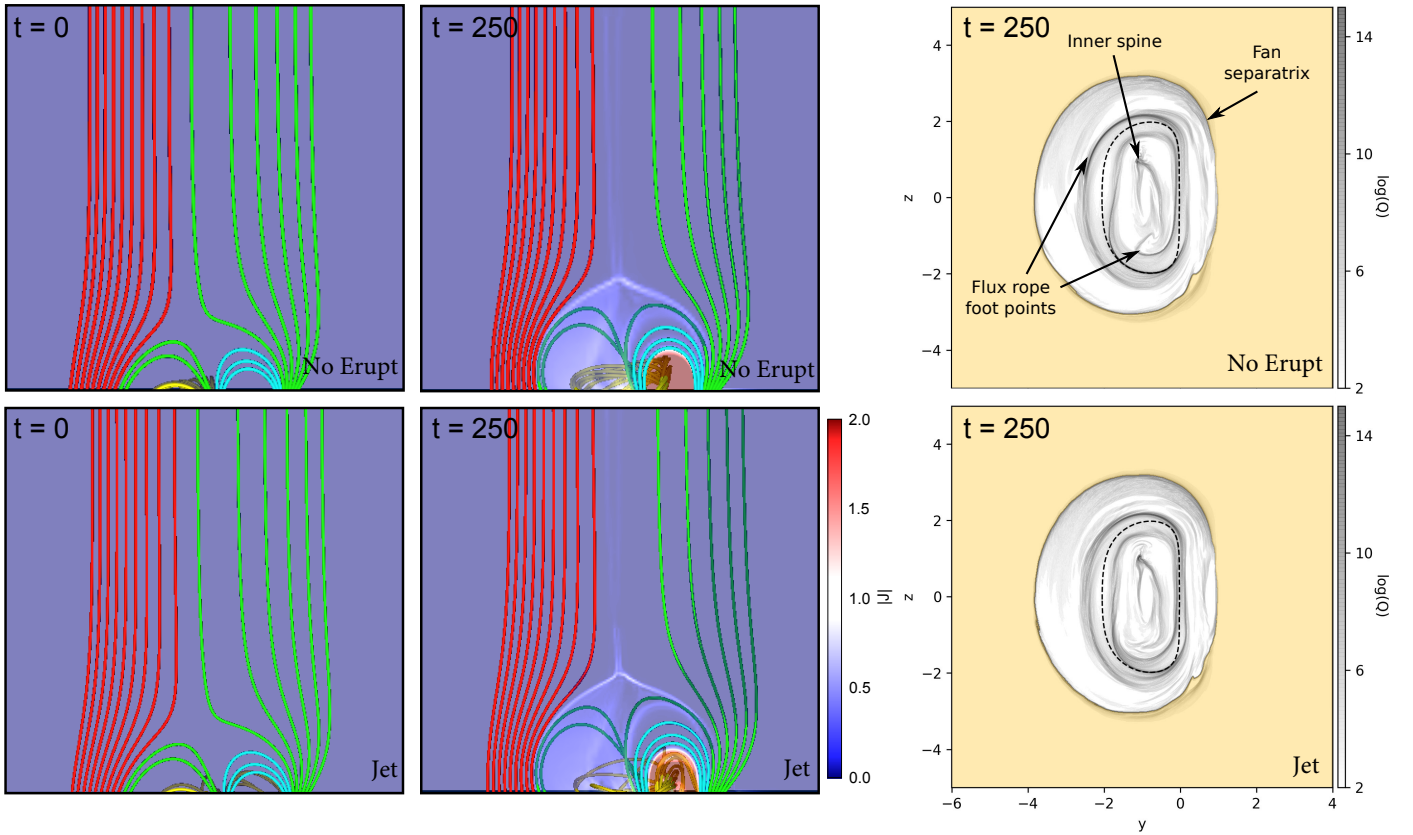 t = 0
No Erupt
t = 250
No Erupt
t = 250
Inner spine
Fan
separatrix
Flux rope
foot points
No Erupt
4
2
0
−2
−4
z
14
10
6
2
log(Q)
t = 0
Jet
t = 250
Jet
2.0
1.5
1.0
0.5
0.0
|J|
t = 250
Jet
4
2
0
−2
−4
z
−6
−4
−2
0
2
4
y
14
10
6
2
log(Q)